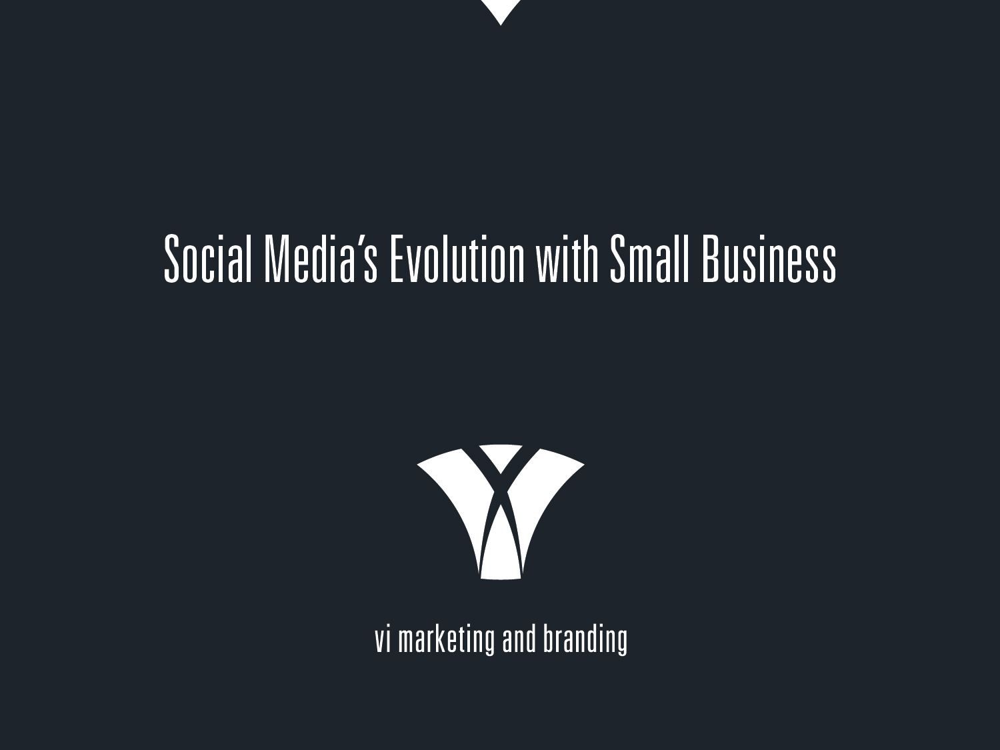 Social Media’s Evolution with Small Business
vi marketing and branding